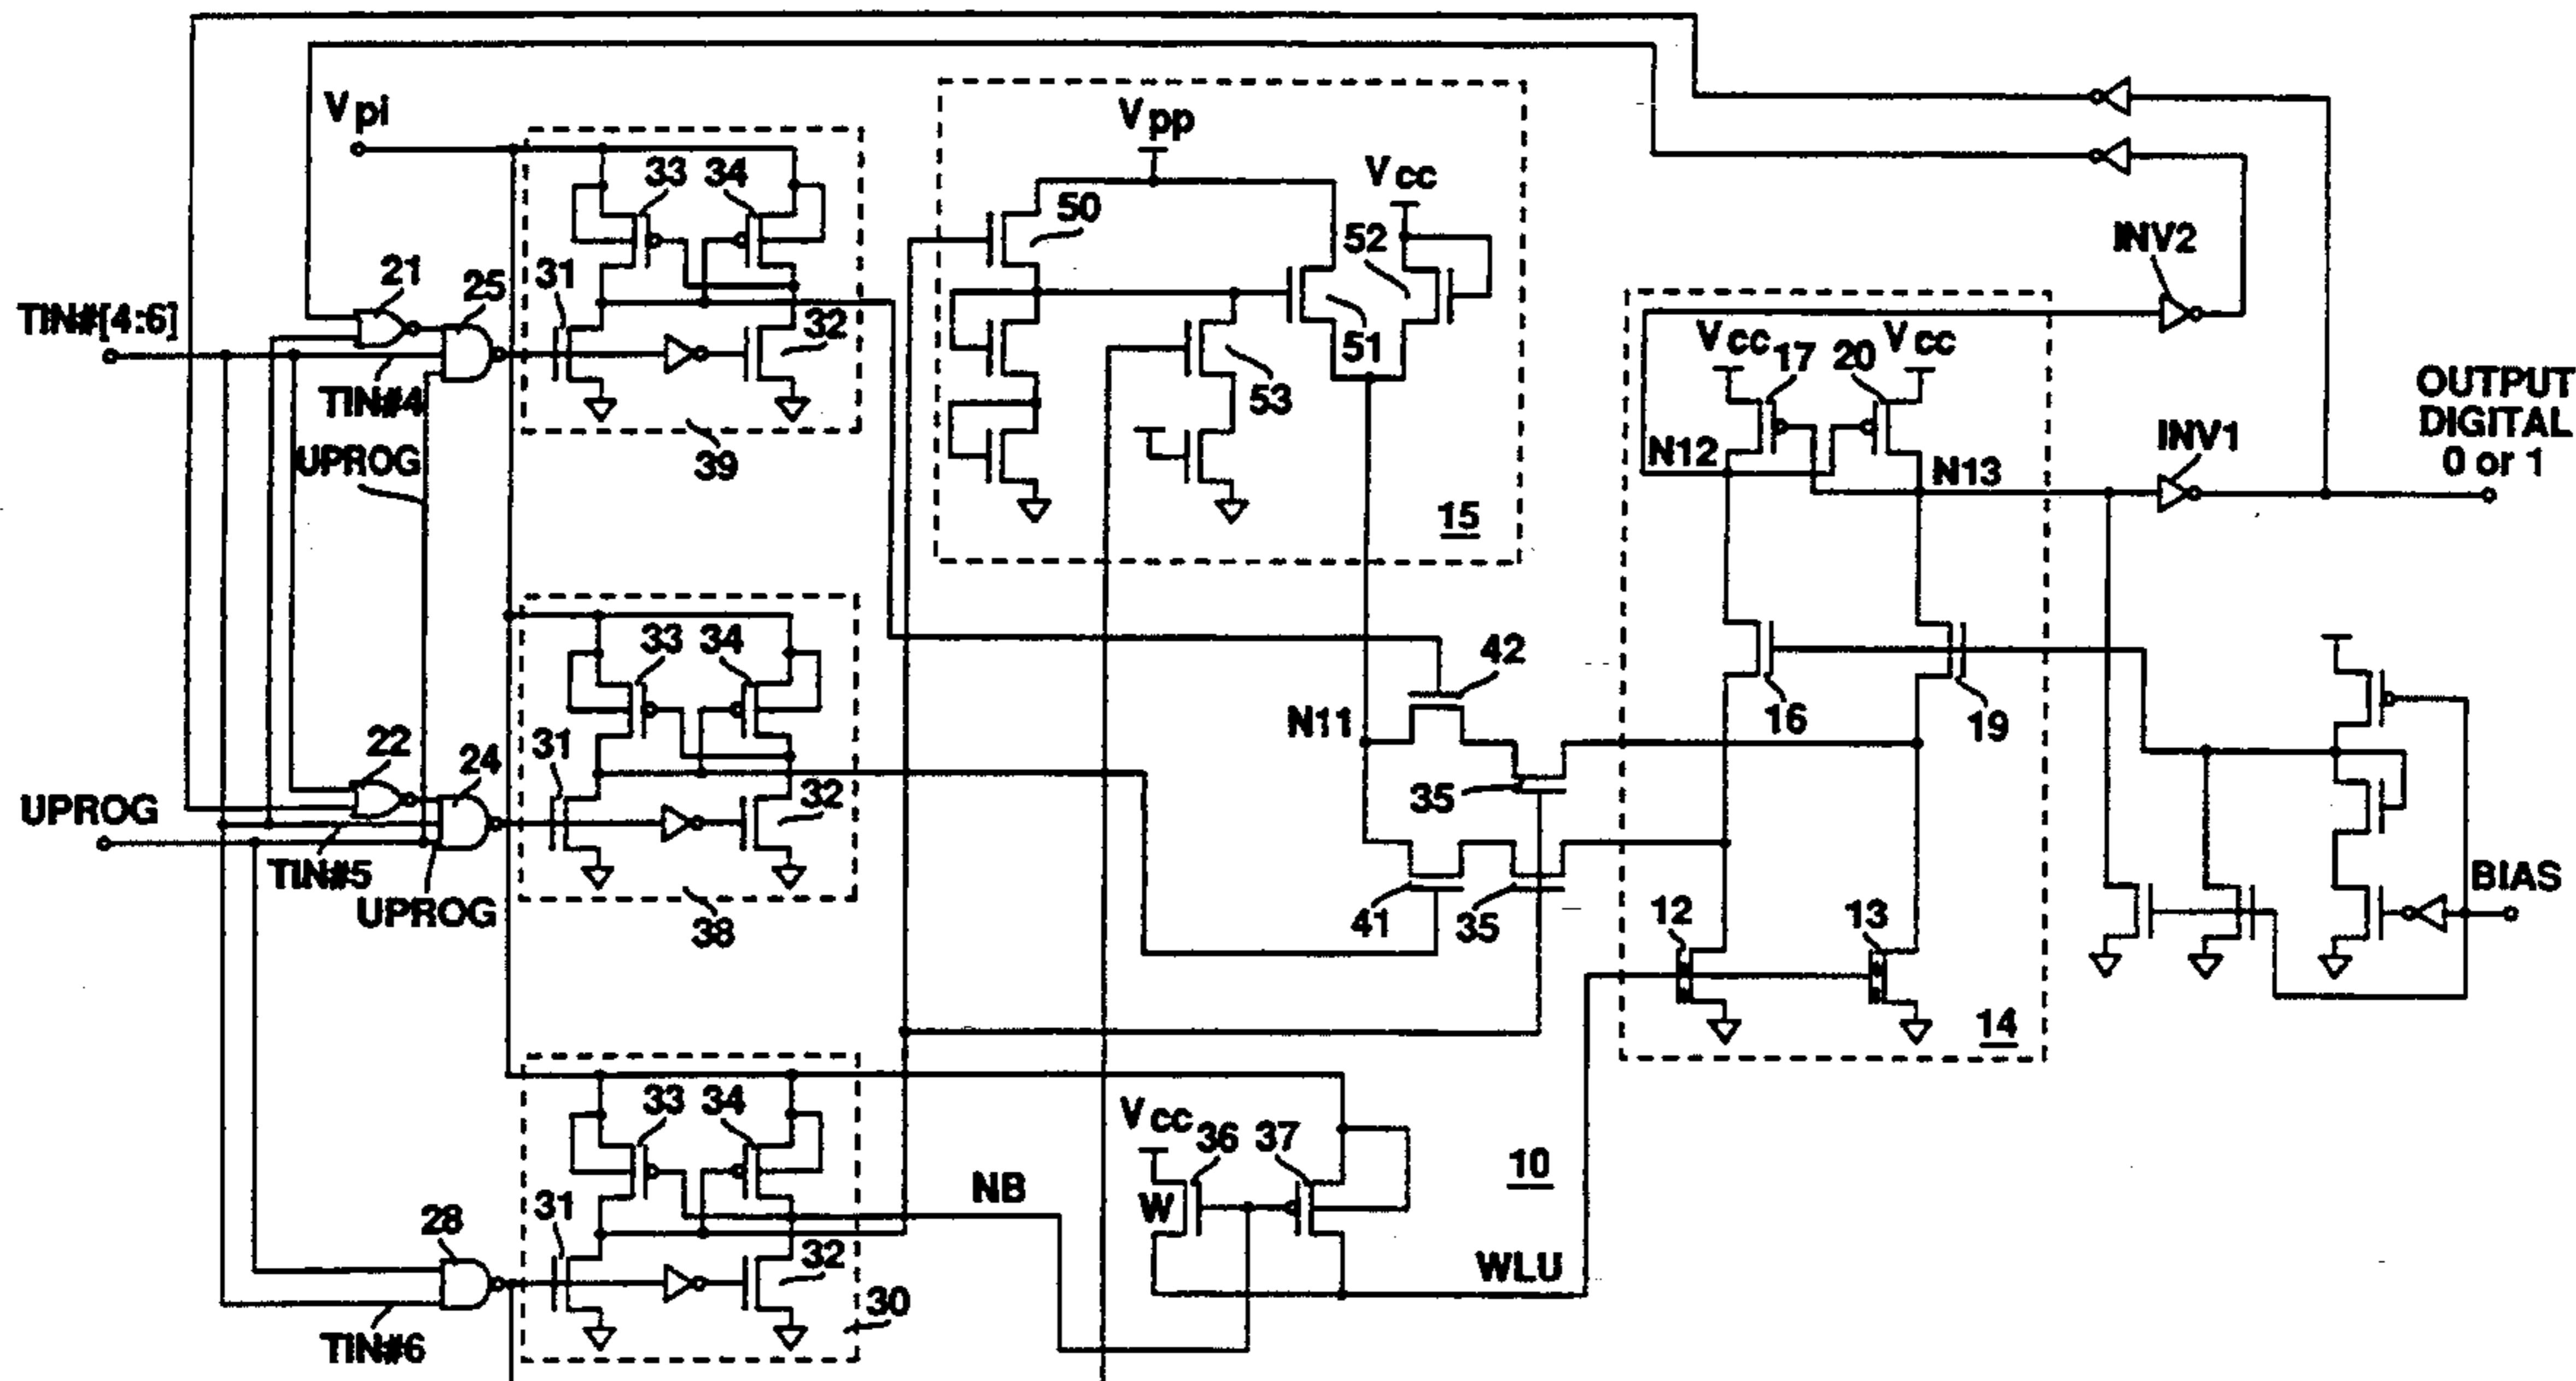 Vpi
33
34
31
32
39
Vpp
Vcc
50
52
51
53
15
INV2
21
25
TIN#[4:6]
TIN#4
UPROG
Vcc
17
20
Vcc
N12
N13
INV1
OUTPUT
DIGITAL
0 or 1
33
34
31
32
38
42
N11
35
41
35
16
19
22
24
UPROG
TIN#5
UPROG
12
13
14
BIAS
33
34
31
32
30
NB
Vcc
36
37
W
10
WLU
28
TIN#6